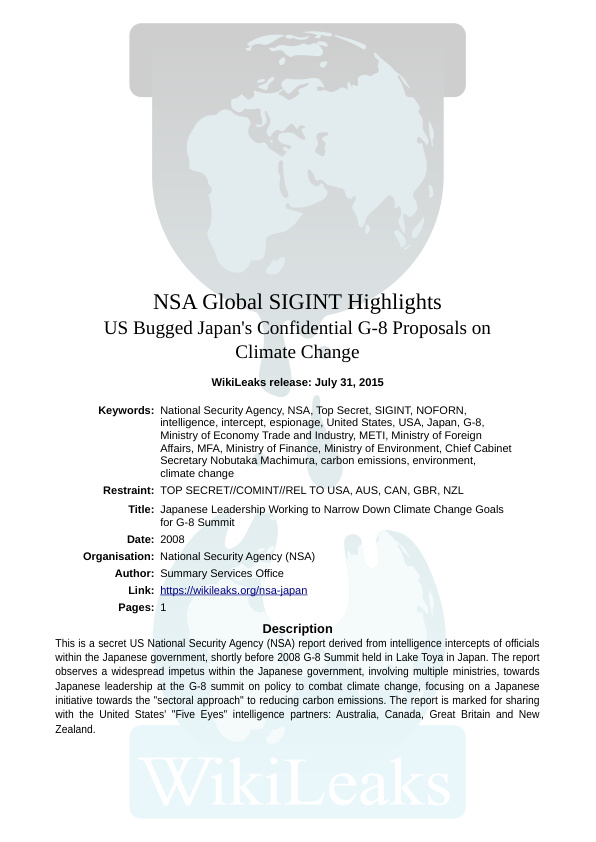 NSA Global SIGINT Highlights
US Bugged Japan's Confidential G-8 Proposals on
Climate Change
WikiLeaks release: July 31, 2015
Keywords: National Security Agency, NSA, Top Secret, SIGINT, NOFORN,
intelligence, intercept, espionage, United States, USA, Japan, G-8,
Ministry of Economy Trade and Industry, METI, Ministry of Foreign
Affairs, MFA, Ministry of Finance, Ministry of Environment, Chief Cabinet
Secretary Nobutaka Machimura, carbon emissions, environment,
climate change
Restraint: TOP SECRET//COMINT//REL TO USA, AUS, CAN, GBR, NZL
Title: Japanese Leadership Working to Narrow Down Climate Change Goals
for G-8 Summit
Date: 2008
Organisation: National Security Agency (NSA)
Author: Summary Services Office
Link: https://wikileaks.org/nsa-japan
Pages: 1
Description
This is a secret US National Security Agency (NSA) report derived from intelligence intercepts of officials
within the Japanese government, shortly before 2008 G-8 Summit held in Lake Toya in Japan. The report
observes a widespread impetus within the Japanese government, involving multiple ministries, towards
Japanese leadership at the G-8 summit on policy to combat climate change, focusing on a Japanese
initiative towards the "sectoral approach" to reducing carbon emissions. The report is marked for sharing
with the United States' "Five Eyes" intelligence partners: Australia, Canada, Great Britain and New
Zealand.
WikiLeaks